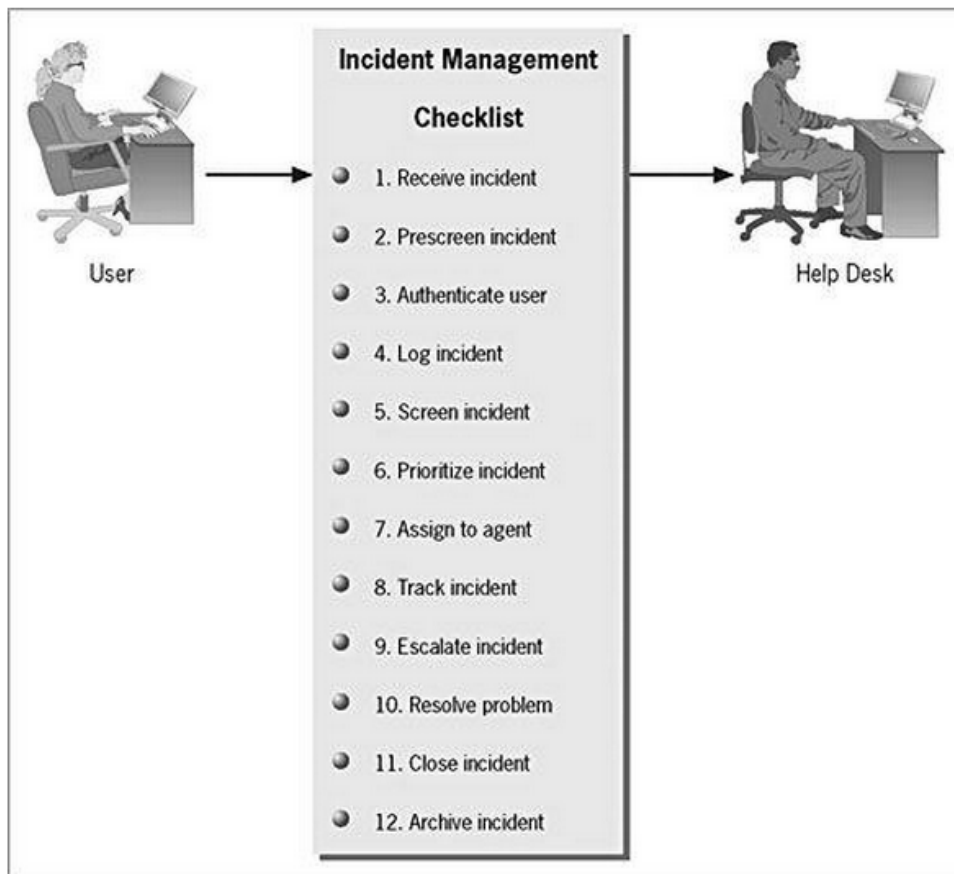 Incident Management
Checklist
1. Receive incident
2. Prescreen incident
3. Authenticate user
4. Log incident
5. Screen incident
6. Prioritize incident
7. Assign to agent
8. Track incident
9. Escalate incident
10. Resolve problem
11. Close incident
12. Archive incident
User
Help Desk